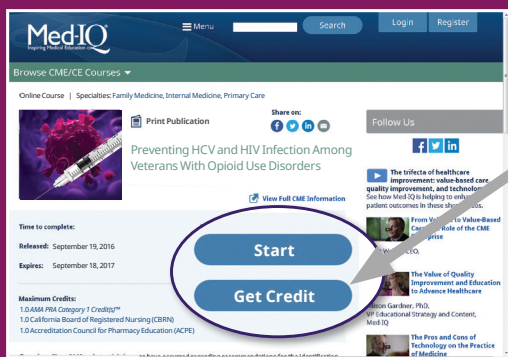 Med-IQ®
Inspiring Medical Education
Menu
Search
Login
Register
Browse CME/CE Courses
Online Course | Specialties: Family Medicine, Internal Medicine, Primary Care
Print Publication
Share on:
Preventing HCV and HIV Infection Among
Veterans With Opioid Use Disorders
View Full CME Information
Time to complete:
Released: September 19, 2016
Expires: September 18, 2017
Maximum Credits:
1.0 AMA PRA Category 1 Credit(s)™
1.0 California Board of Registered Nursing (CBRN)
1.0 Accreditation Council for Pharmacy Education (ACPE)
Start
Get Credit
Follow Us
The trifecta of healthcare
improvement: value-based care,
quality improvement, and
See how Med-IQ is helping to
patient outcomes in these
From to Value-Based
Role of the CME
CEO,
The Value of Quality
Improvement and Education
to Advance Healthcare
Gardner, PhD,
VP Educational Strategy and Content,
Med-IQ
The Pros and Cons of
Technology on the Practice
of Medicine